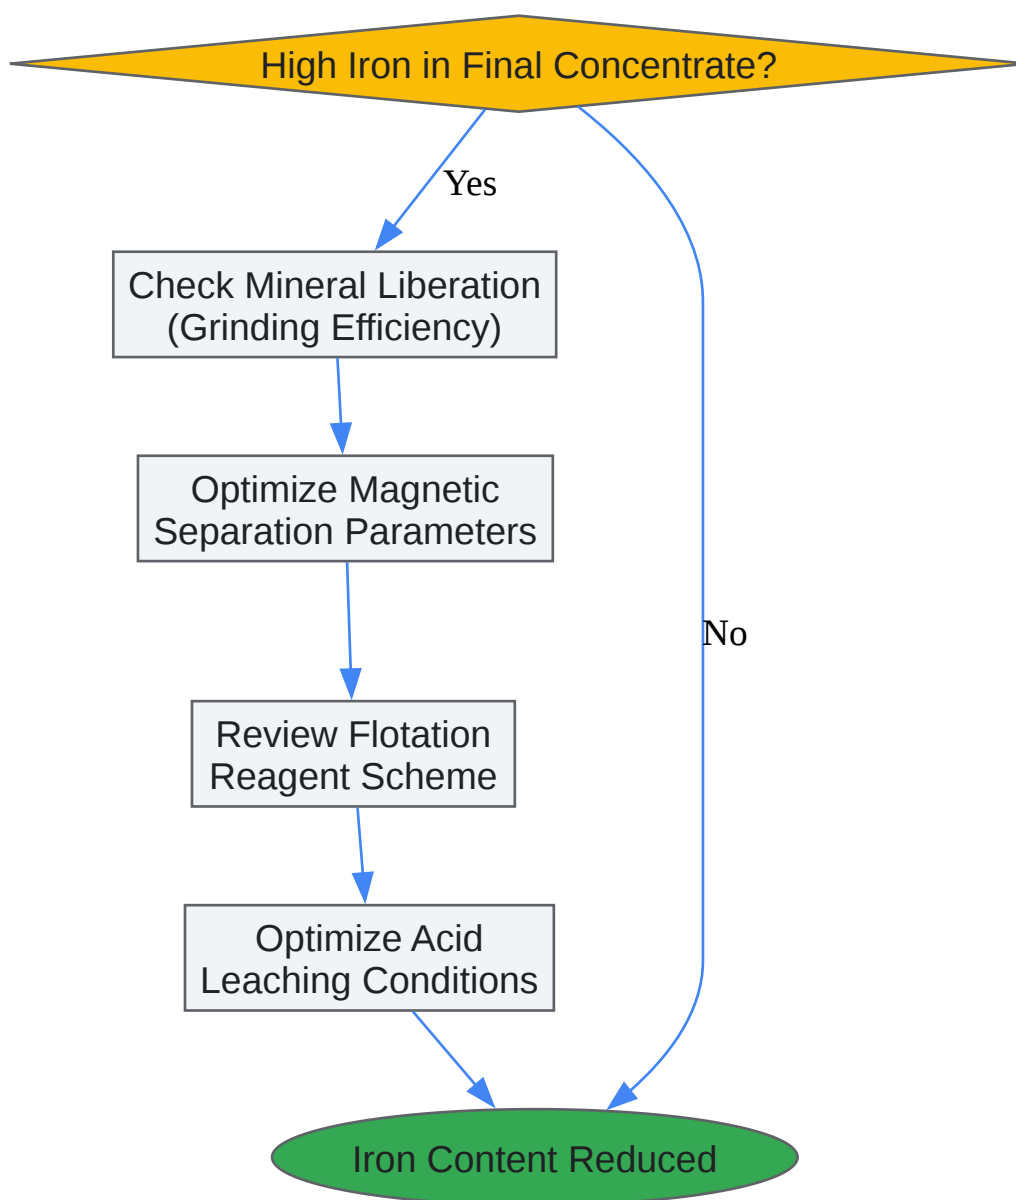 High Iron in Final Concentrate?
Yes
Check Mineral Liberation
(Grinding Efficiency)
Optimize Magnetic
Separation Parameters
No
Review Flotation
Reagent Scheme
Optimize Acid
Leaching Conditions
Iron Content Reduced